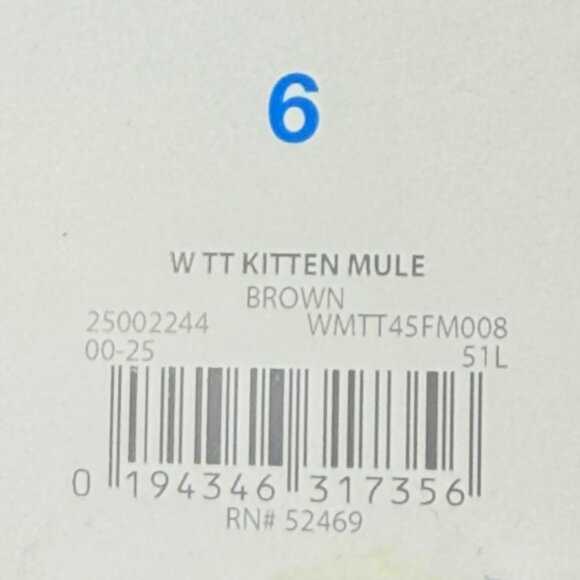 6
W TT KITTEN MULE
BROWN
25002244 WMTT45FM008
00-25 51L
0 194346 317356
RN# 52469